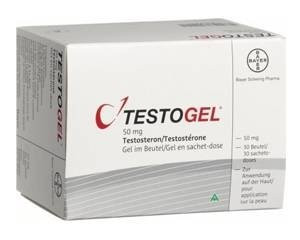 BAYER
Bayer Schering Pharma
TESTOGEL®
50 mg
Testosteron/Testostérone
Gel im Beutel/Gel en sachet-dose
50 mg
30 Beutel/
30 sachet-
doses
Zur
Anwendung
auf der Haut/
pour
application
sur la peau